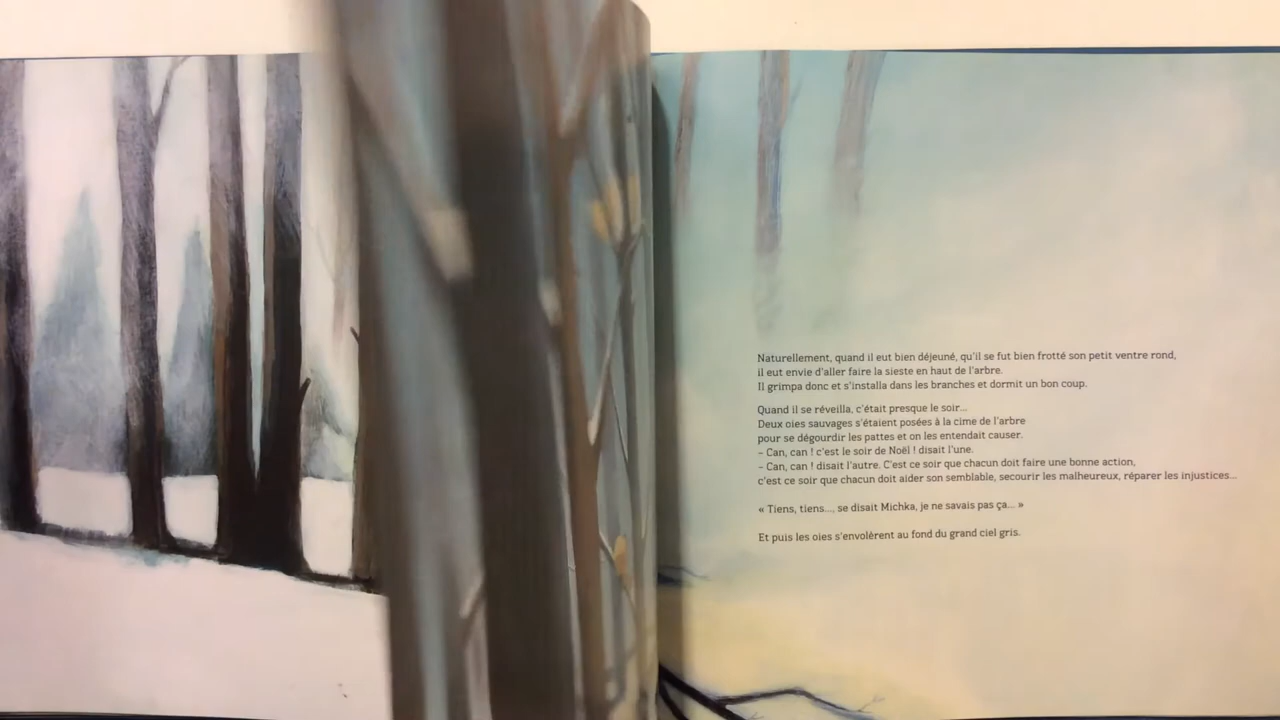 Naturellement, quand il eut bien déjeuné, qu'il se fut bien frotté son petit ventre rond,
il eut envie d'aller faire la sieste en haut de l'arbre.
Il grimpa donc et s'installa dans les branches et dormit un bon coup.
Quand il se réveilla, c'était presque le soir...
Deux oies sauvages s'étaient posées à la cime de l'arbre
pour se dégourdir les pattes et on les entendait causer.
– Can, can ! c'est le soir de Noël ! disait l'une.
– Can, can ! disait l'autre. C'est ce soir que chacun doit faire une bonne action,
c'est ce soir que chacun doit aider son semblable, secourir les malheureux, réparer les injustices...
« Tiens, tiens..., se disait Michka, je ne savais pas ça... »
Et puis les oies s'envolèrent au fond du grand ciel gris.